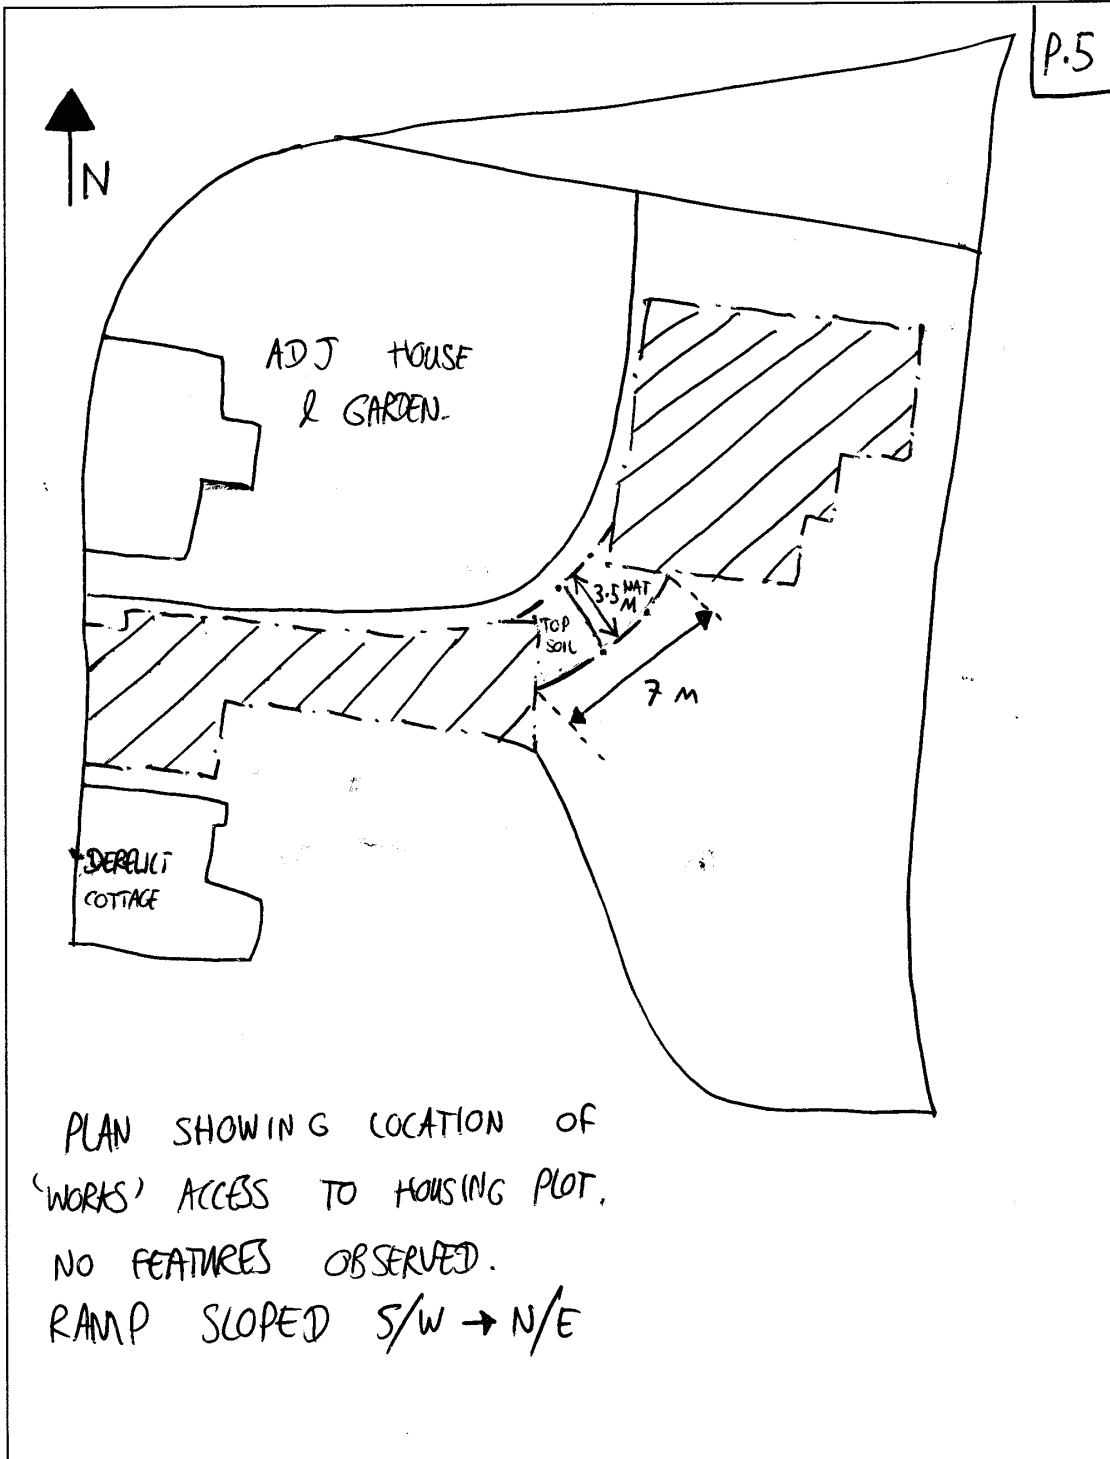 P.5
N
ADJ HOUSE
& GARDEN.
3.5 NAT
M
TOP
SOIL
7 M
DERELICT
COTTAGE
PLAN SHOWING LOCATION OF
'WORKS' ACCESS TO HOUSING PLOT.
NO FEATURES OBSERVED.
RAMP SLOPED S/W → N/E